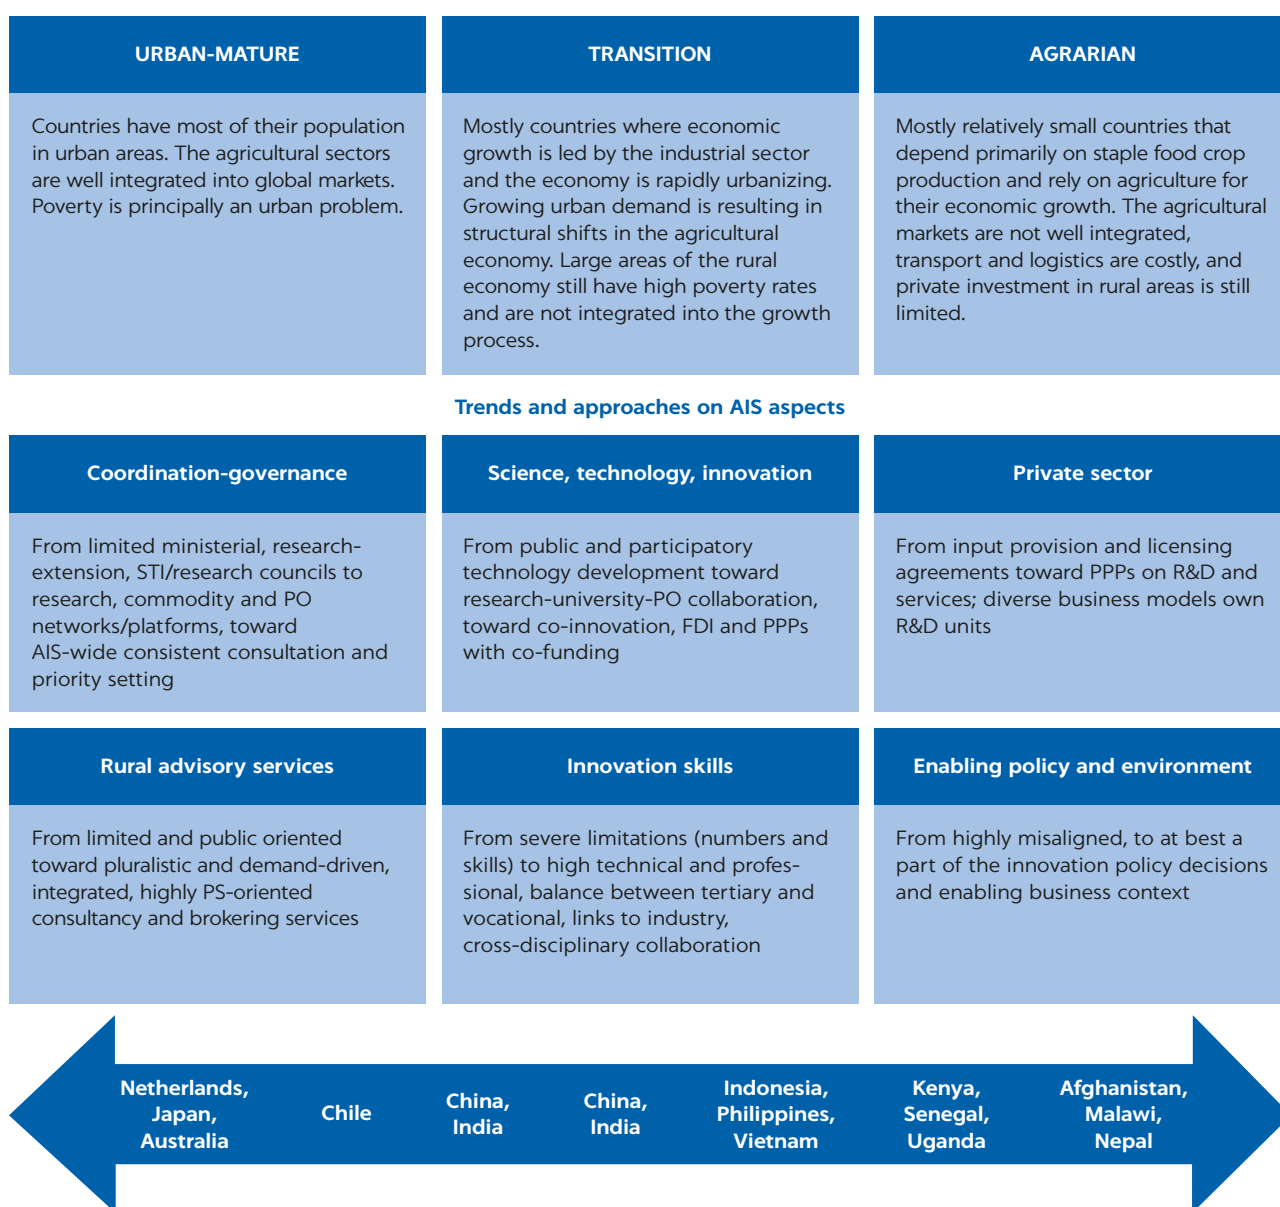 URBAN-MATURE
Countries have most of their population
in urban areas. The agricultural sectors
are well integrated into global markets.
Poverty is principally an urban problem.
TRANSITION
Mostly countries where economic
growth is led by the industrial sector
and the economy is rapidly urbanizing.
Growing urban demand is resulting in
structural shifts in the agricultural
economy. Large areas of the rural
economy still have high poverty rates
and are not integrated into the growth
process.
AGRARIAN
Mostly relatively small countries that
depend primarily on staple food crop
production and rely on agriculture for
their economic growth. The agricultural
markets are not well integrated,
transport and logistics are costly, and
private investment in rural areas is still
limited.
Trends and approaches on AIS aspects
Coordination-governance
From limited ministerial, research-
extension, STI/research councils to
research, commodity and PO
networks/platforms, toward
AIS-wide consistent consultation and
priority setting
Science, technology, innovation
From public and participatory
technology development toward
research-university-PO collaboration,
toward co-innovation, FDI and PPPs
with co-funding
Private sector
From input provision and licensing
agreements toward PPPs on R&D and
services; diverse business models own
R&D units
Rural advisory services
From limited and public oriented
toward pluralistic and demand-driven,
integrated, highly PS-oriented
consultancy and brokering services
Innovation skills
From severe limitations (numbers and
skills) to high technical and profes-
sional, balance between tertiary and
vocational, links to industry,
cross-disciplinary collaboration
Enabling policy and environment
From highly misaligned, to at best a
part of the innovation policy decisions
and enabling business context
Netherlands,
Japan,
Australia
Chile
China,
India
China,
India
Indonesia,
Philippines,
Vietnam
Kenya,
Senegal,
Uganda
Afghanistan,
Malawi,
Nepal